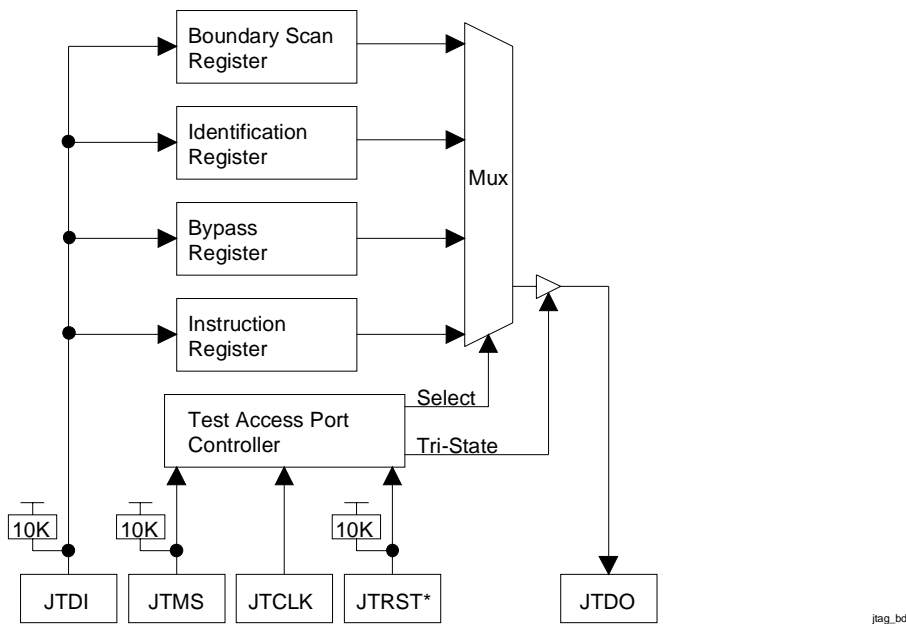 Boundary Scan
Register
Identification
Register
Mux
Bypass
Register
Instruction
Register
Select
Test Access Port
Controller
Tri-State
10K
10K
10K
JTDI
JTMS
JTCLK
JTRST*
JTDO
jtag_bd